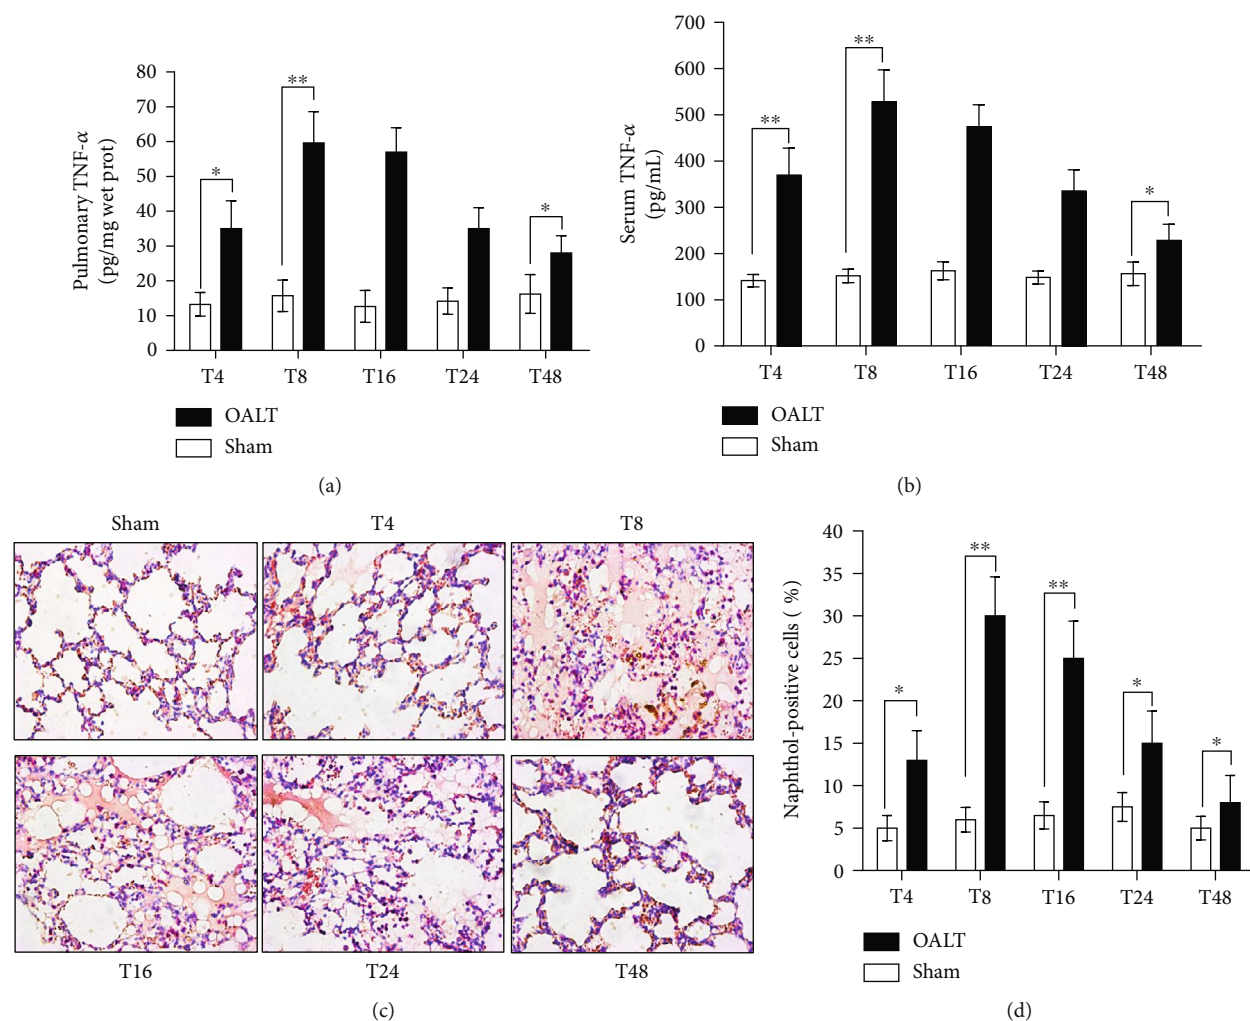 Pulmonary TNF-α
(pg/mg wet prot)
80
70
60
50
40
30
20
10
0
*
**
*
T4 T8 T16 T24 T48
OALT
Sham
(a)
Serum TNF-α
(pg/mL)
700
600
500
400
300
200
100
0
**
**
*
T4 T8 T16 T24 T48
OALT
Sham
(b)
Sham T4 T8
T16 T24 T48
(c)
Naphthol-positive cells ( %)
40
35
30
25
20
15
10
5
0
*
**
**
*
*
T4 T8 T16 T24 T48
OALT
Sham
(d)